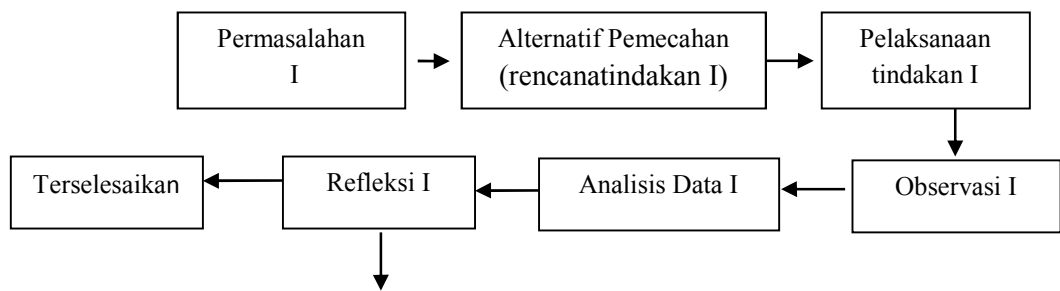 Permasalahan
I
Alternatif Pemecahan
(rencanatindakan I)
Pelaksanaan
tindakan I
Terselesaikan
Refleksi I
Analisis Data I
Observasi I